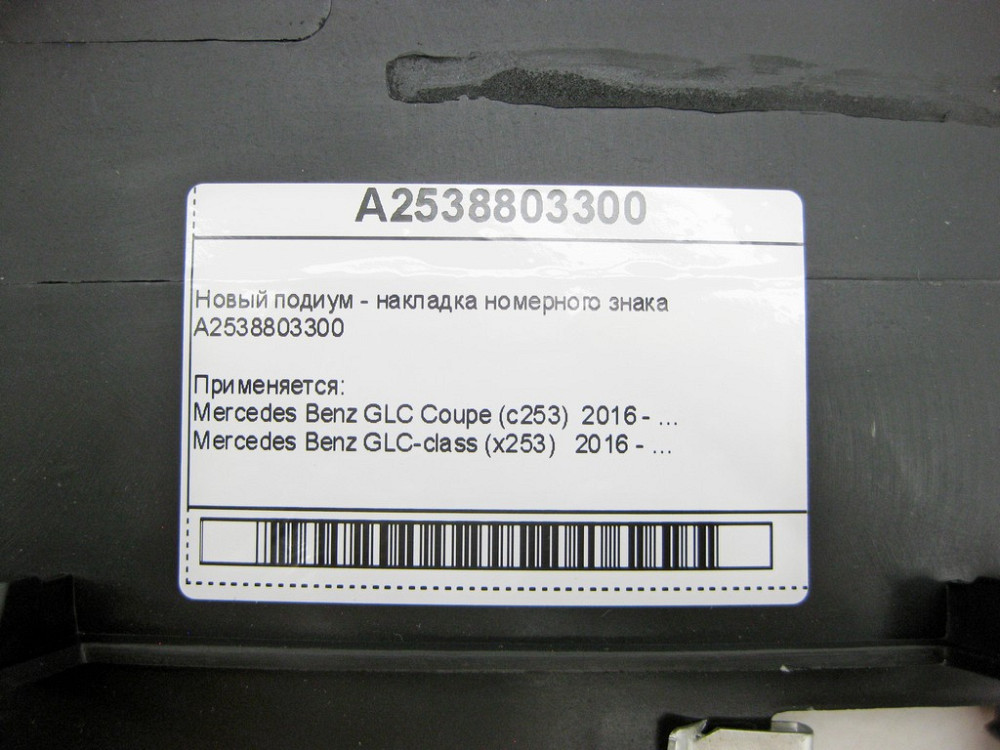 A2538803300
Новый подиум - накладка номерного знака
A2538803300
Применяется:
Mercedes Benz GLC Coupe (c253) 2016 - ...
Mercedes Benz GLC-class (x253) 2016 - ...